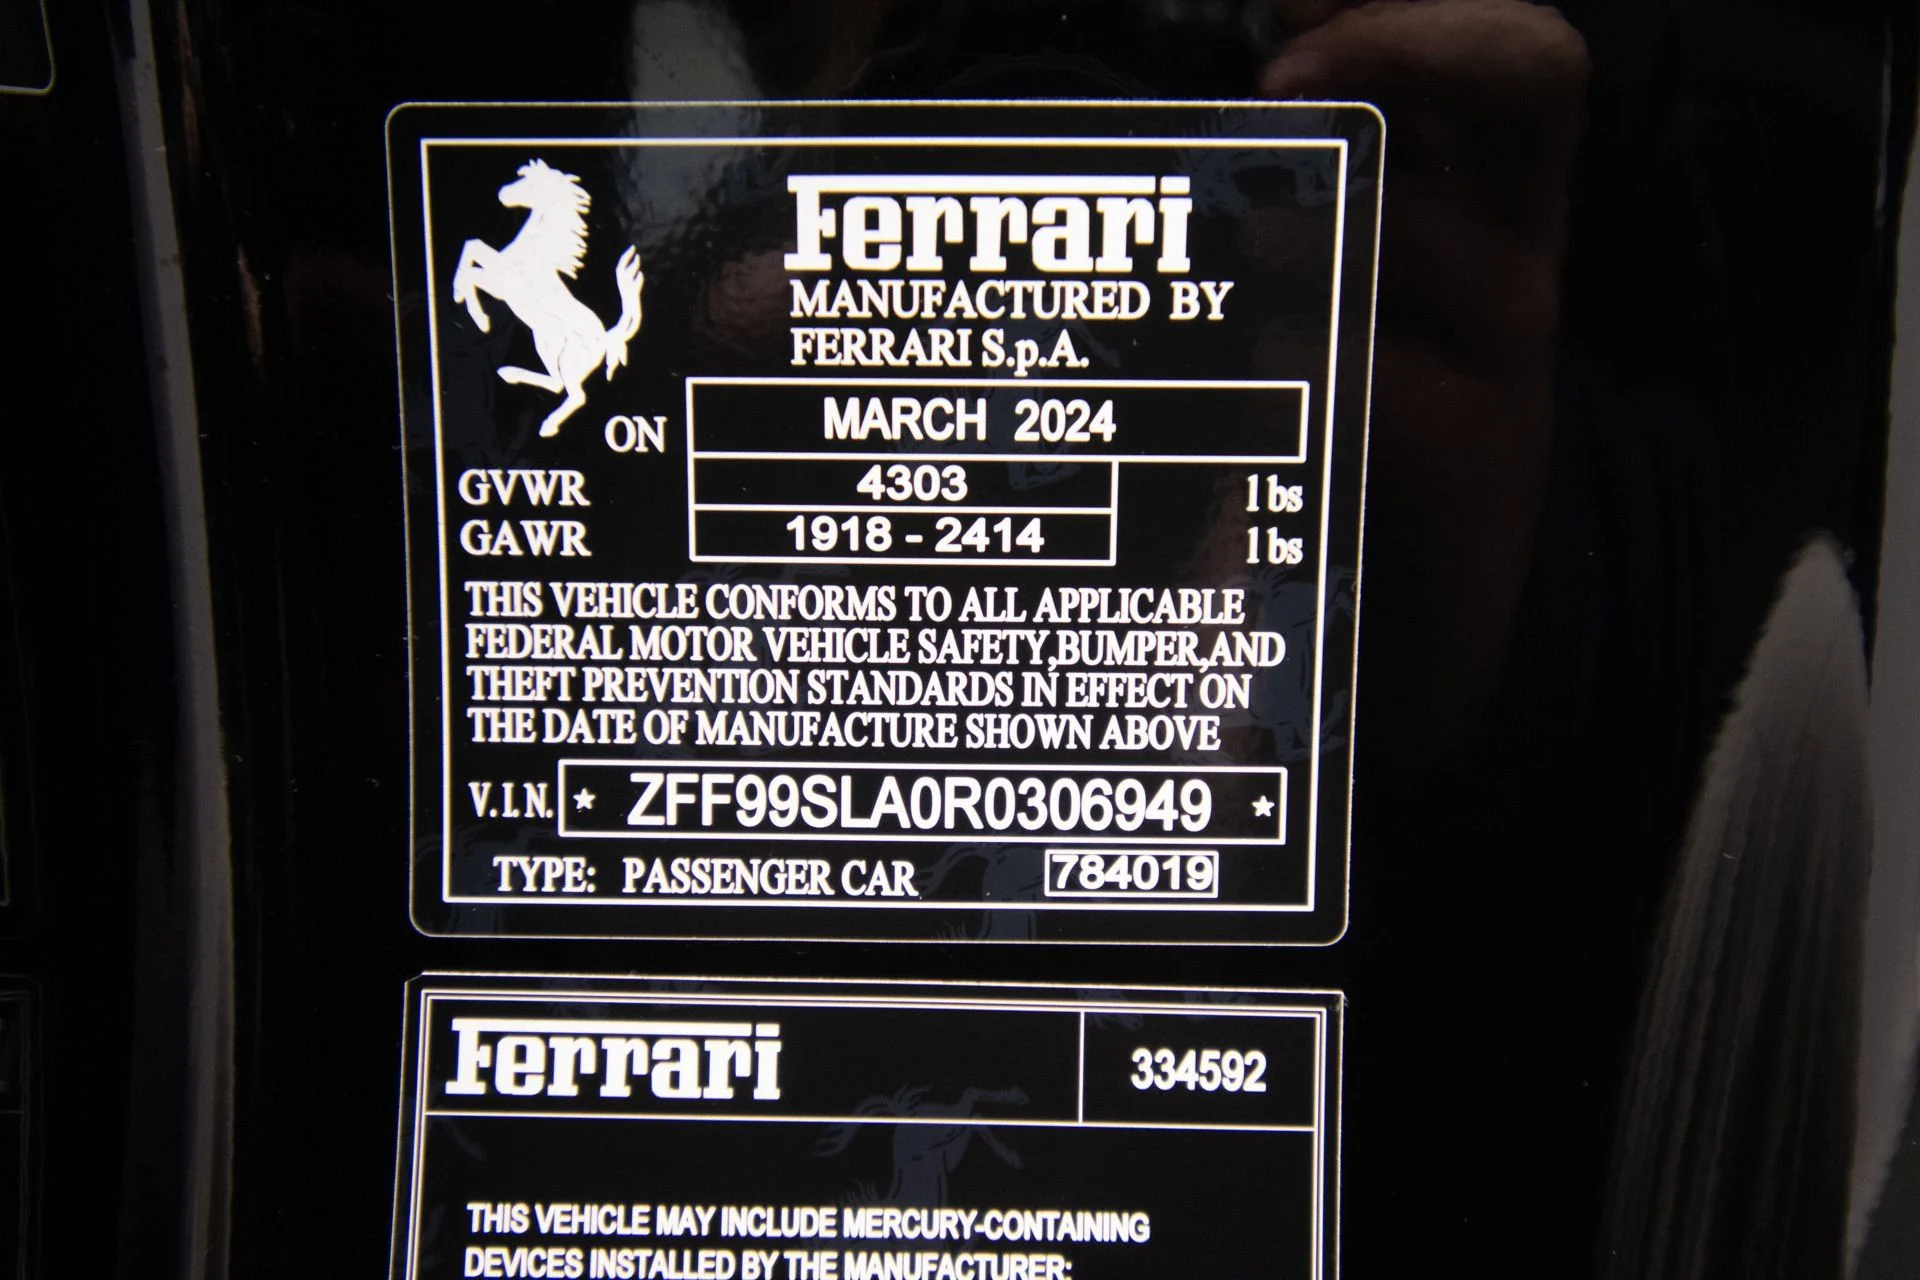 Ferrari
MANUFACTURED BY
FERRARI S.p.A.
ON MARCH 2024
GVWR 4303 lbs
GAWR 1918 - 2414 lbs
THIS VEHICLE CONFORMS TO ALL APPLICABLE
FEDERAL MOTOR VEHICLE SAFETY,BUMPER,AND
THEFT PREVENTION STANDARDS IN EFFECT ON
THE DATE OF MANUFACTURE SHOWN ABOVE
V.I.N. * ZFF99SLA0R0306949 *
TYPE: PASSENGER CAR 784019
Ferrari 334592
THIS VEHICLE MAY INCLUDE MERCURY-CONTAINING
DEVICES INSTALLED BY THE MANUFACTURER: